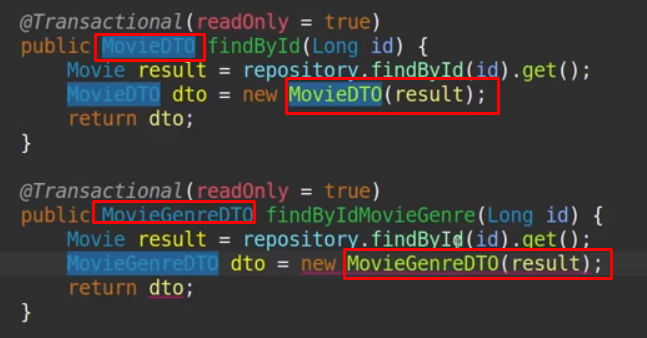 @Transactional(readOnly = true)
public MovieDTO findById(Long id) {
Movie result = repository.findById(id).get();
MovieDTO dto = new MovieDTO(result);
return dto;
}
@Transactional(readOnly = true)
public MovieGenreDTO findByIdMovieGenre(Long id) {
Movie result = repository.findById(id).get();
MovieGenreDTO dto = new MovieGenreDTO(result);
return dto;
}